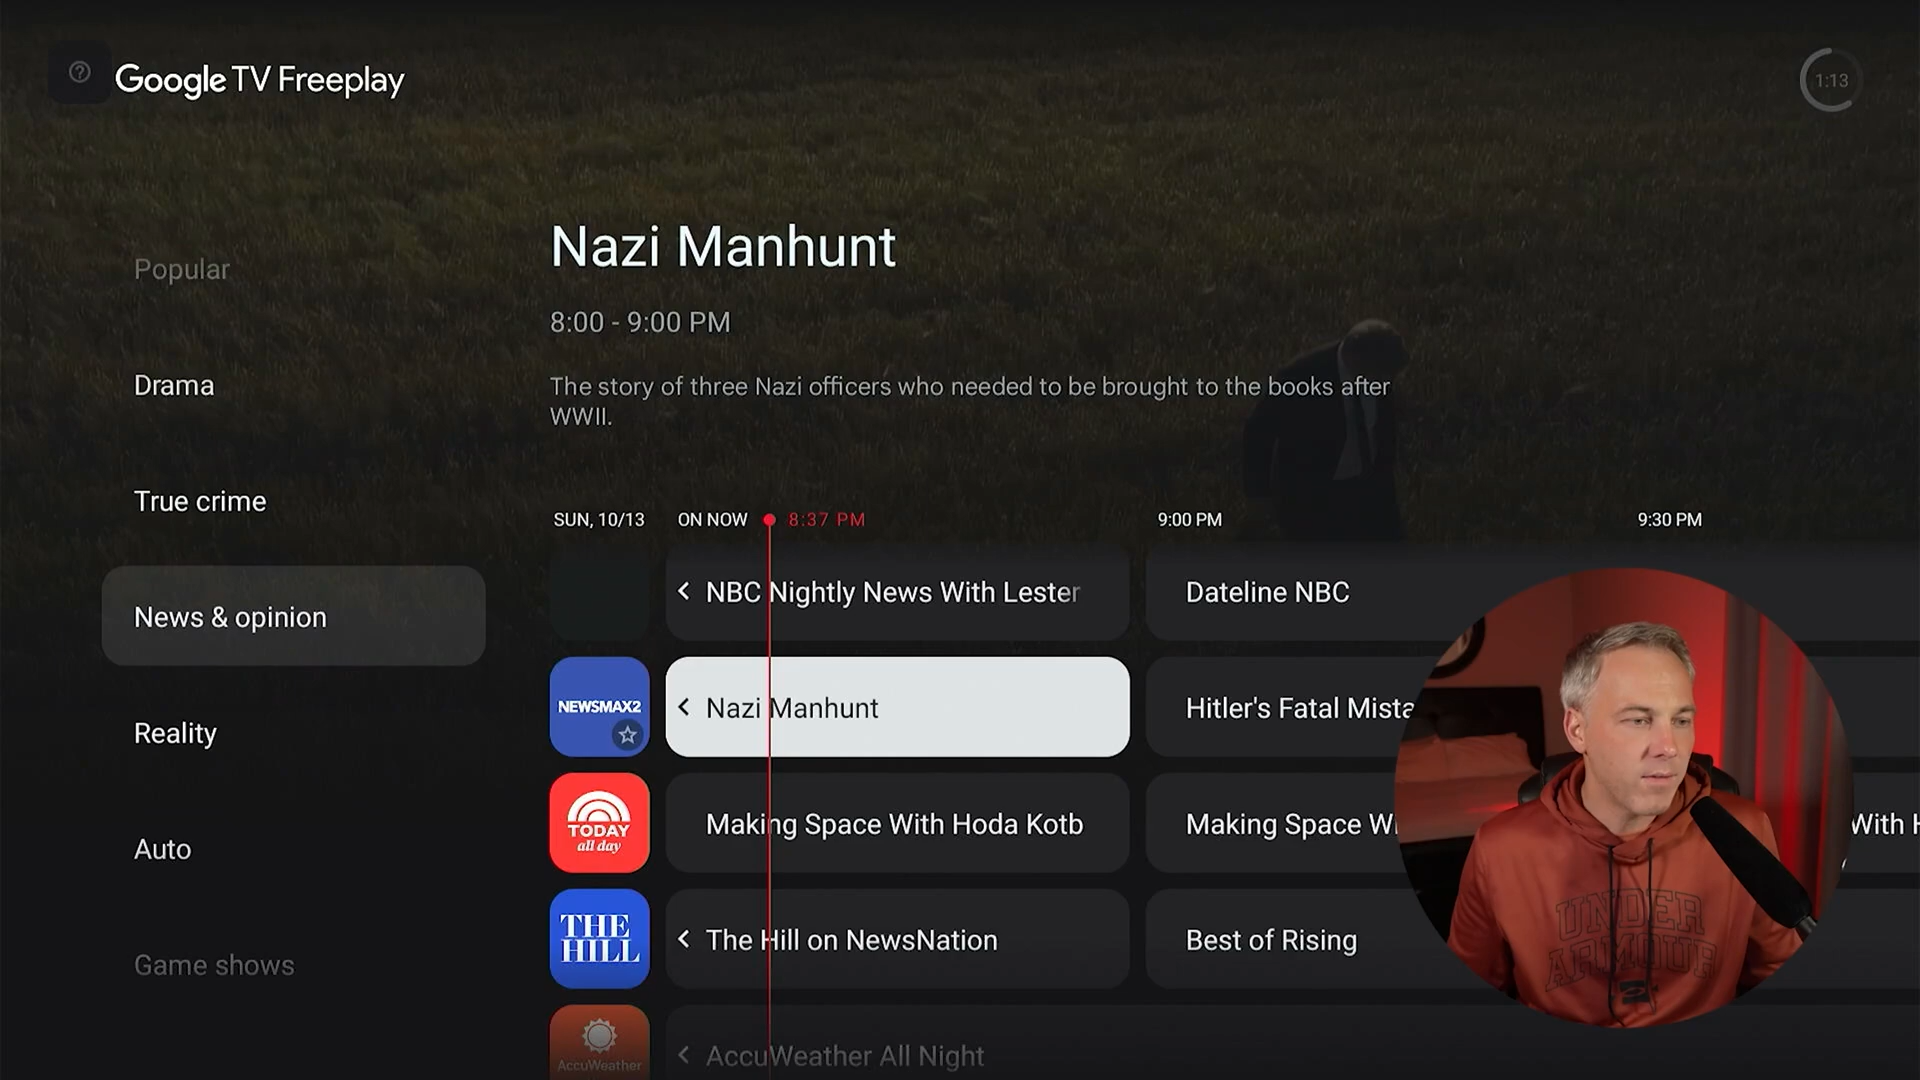 Google TV Freeplay
1:13
Nazi Manhunt
8:00 - 9:00 PM
The story of three Nazi officers who needed to be brought to the books after
WWII.
Popular
Drama
True crime
News & opinion
Reality
Auto
Game shows
SUN, 10/13
ON NOW
8:37 PM
9:00 PM
9:30 PM
NBC Nightly News With Lester
Dateline NBC
NEWSMAX2
Nazi Manhunt
Hitler's Fatal Mista
TODAY
all day
Making Space With Hoda Kotb
Making Space W
With H
THE
HILL
The Hill on NewsNation
Best of Rising
AccuWeather
AccuWeather All Night
UNDER
ARMOUR